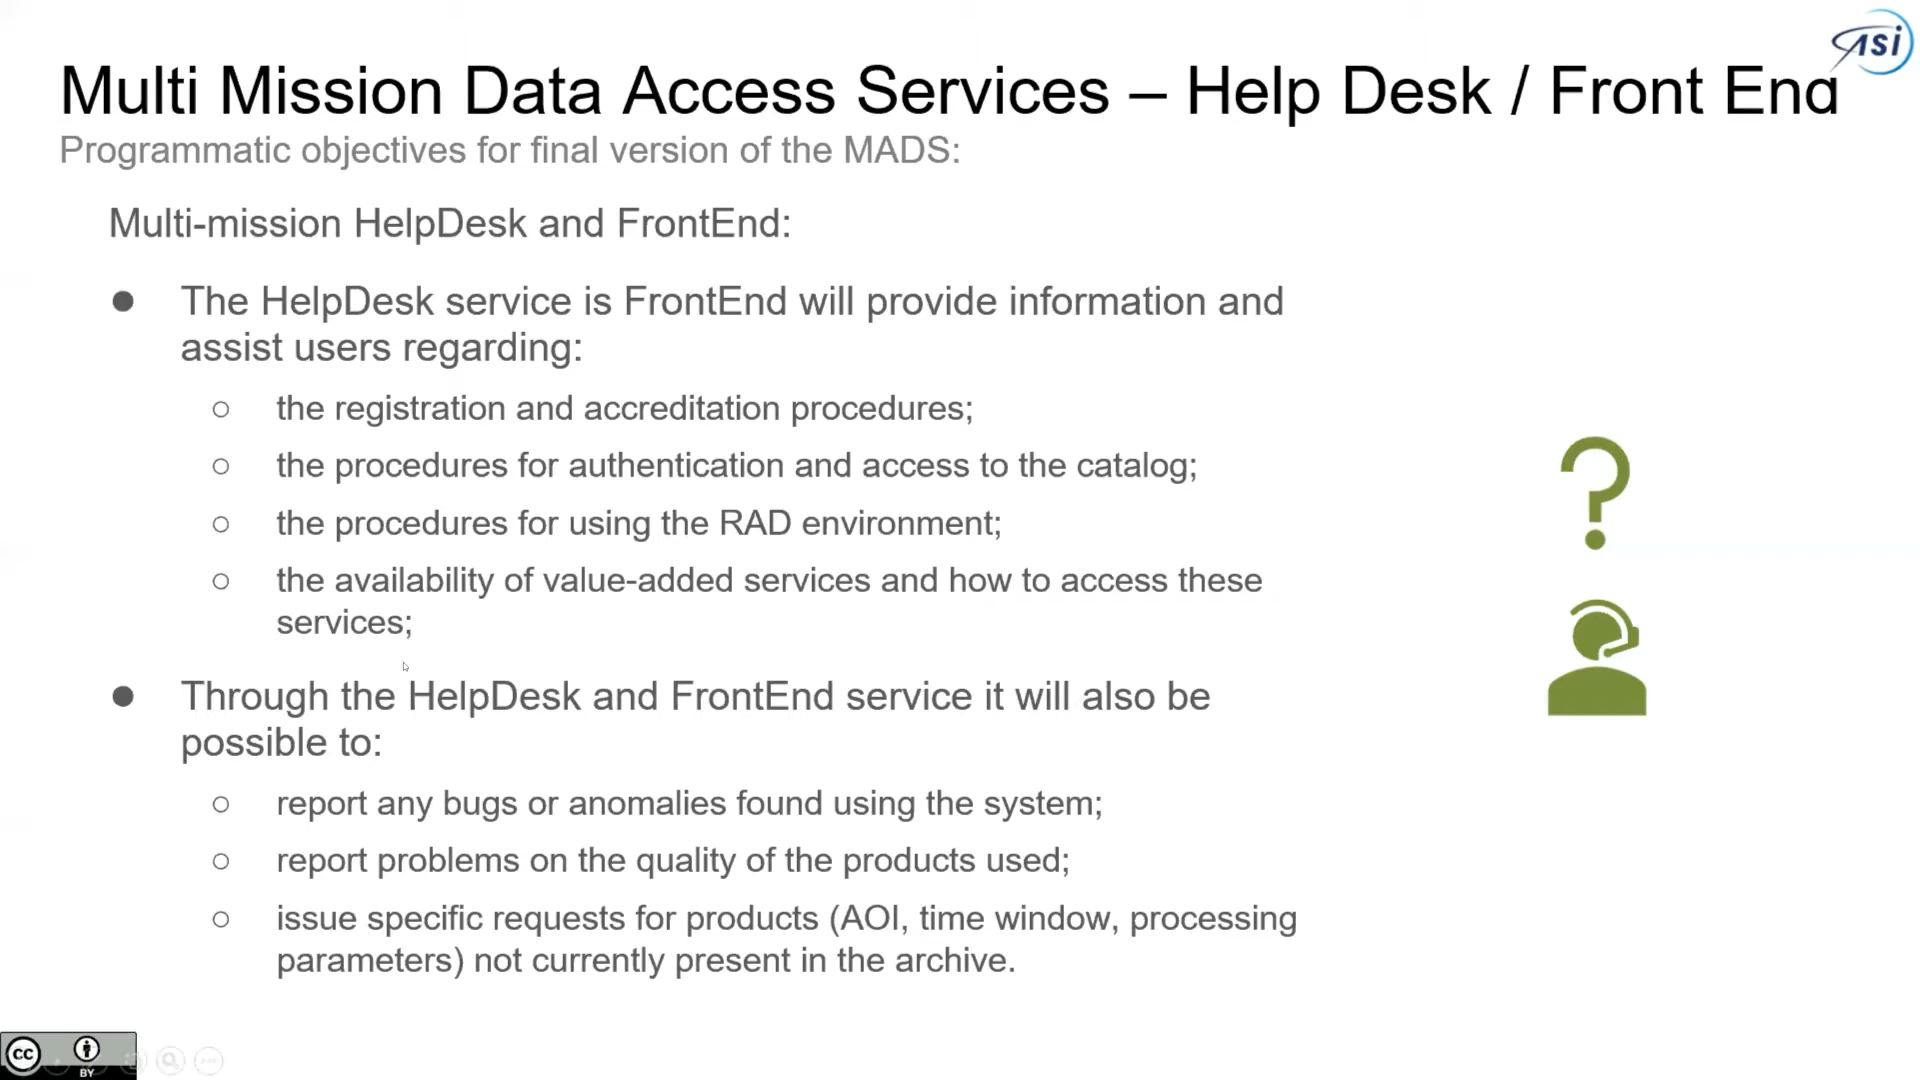 asi
Multi Mission Data Access Services – Help Desk / Front End
Programmatic objectives for final version of the MADS:
Multi-mission HelpDesk and FrontEnd:
● The HelpDesk service is FrontEnd will provide information and
assist users regarding:
○ the registration and accreditation procedures;
○ the procedures for authentication and access to the catalog;
○ the procedures for using the RAD environment;
○ the availability of value-added services and how to access these
services;
● Through the HelpDesk and FrontEnd service it will also be
possible to:
○ report any bugs or anomalies found using the system;
○ report problems on the quality of the products used;
○ issue specific requests for products (AOI, time window, processing
parameters) not currently present in the archive.
?
cc
BY